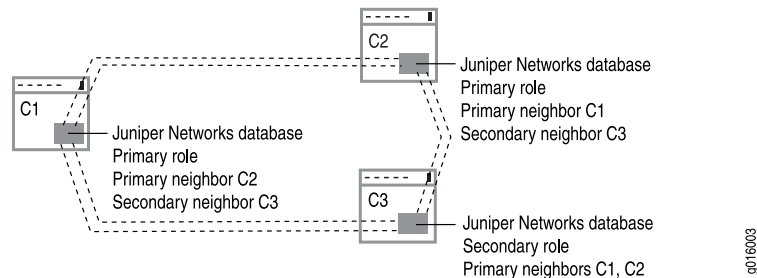 C2
Juniper Networks database
Primary role
Primary neighbor C1
Secondary neighbor C3
C1
Juniper Networks database
Primary role
Primary neighbor C2
Secondary neighbor C3
C3
Juniper Networks database
Secondary role
Primary neighbors C1, C2
g016003